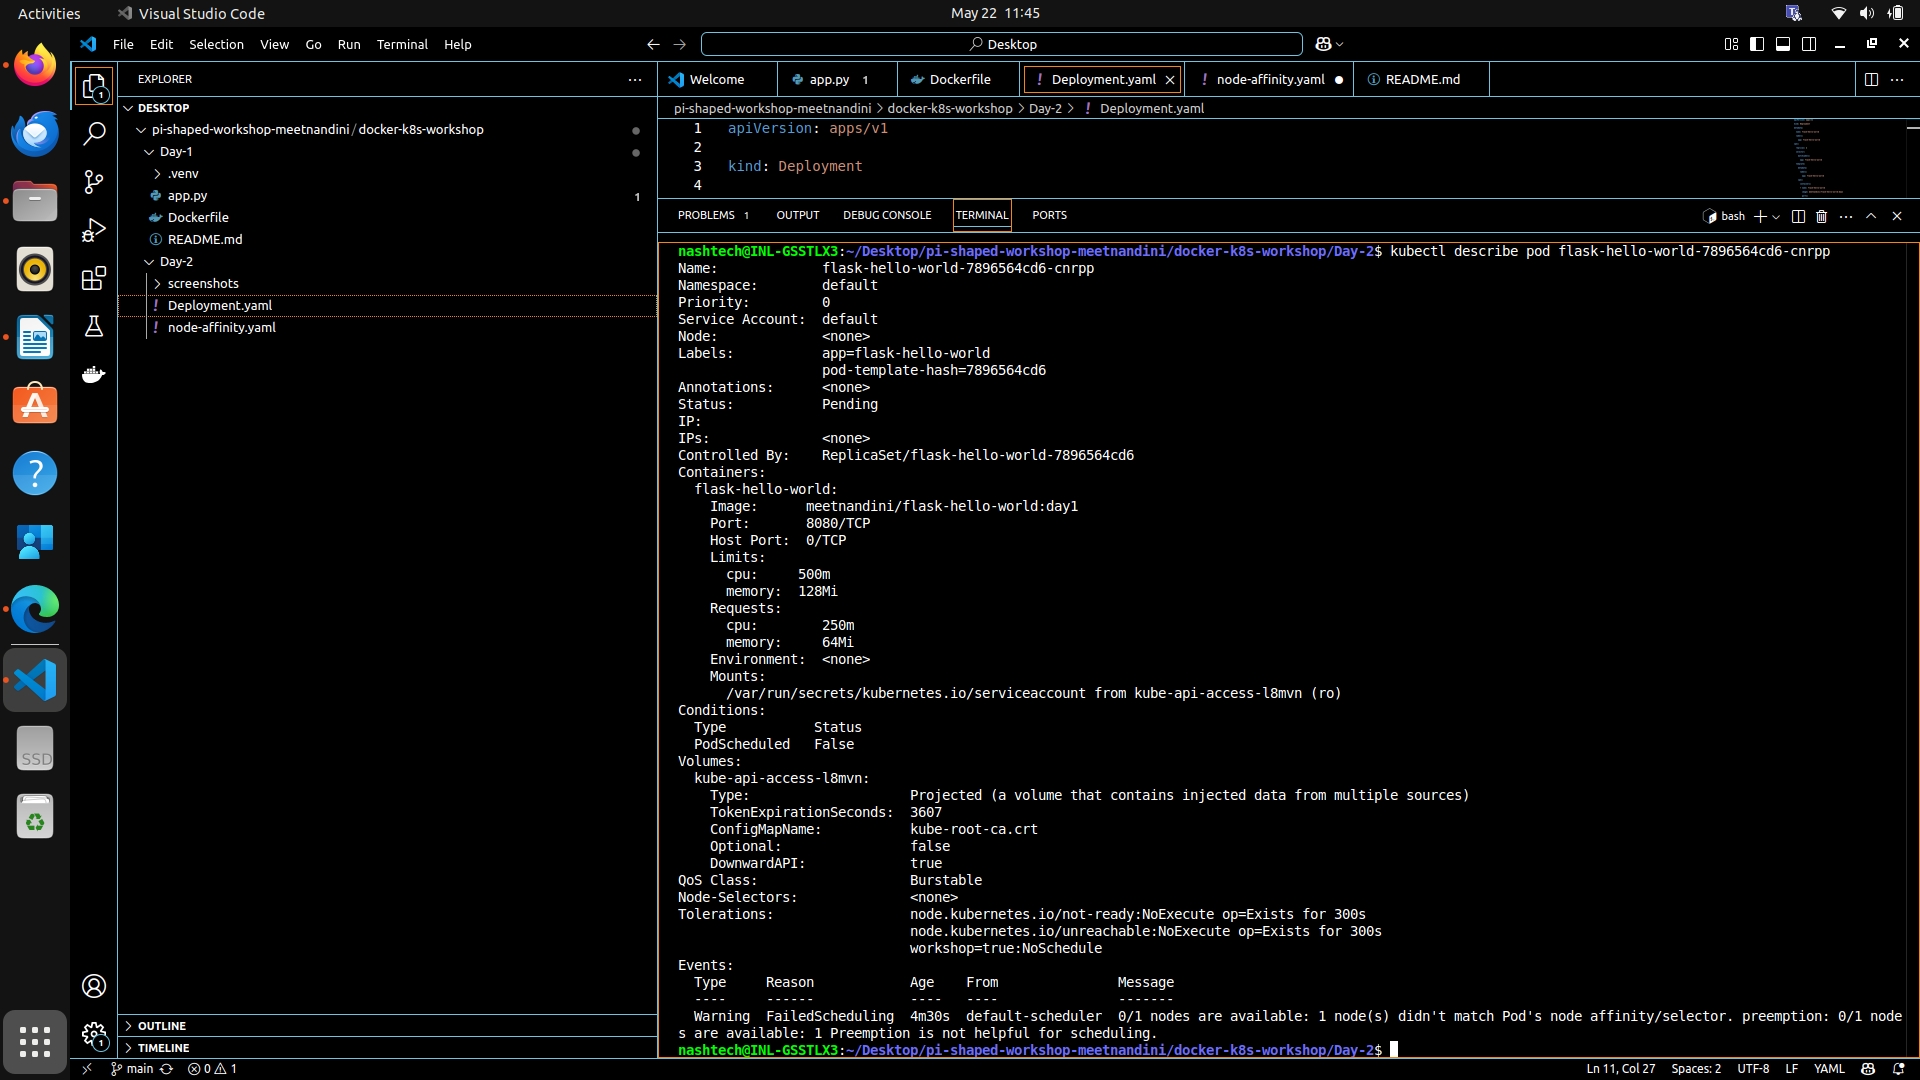 Activities
Visual Studio Code
May 22 11:45
File Edit Selection View Go Run Terminal Help
Desktop
EXPLORER
DESKTOP
pi-shaped-workshop-meetnandini / docker-k8s-workshop
Day-1
.venv
app.py 1
Dockerfile
README.md
Day-2
screenshots
Deployment.yaml
node-affinity.yaml
OUTLINE
TIMELINE
Welcome
app.py 1
Dockerfile
Deployment.yaml
node-affinity.yaml
README.md
pi-shaped-workshop-meetnandini > docker-k8s-workshop > Day-2 > ! Deployment.yaml
1 apiVersion: apps/v1
2
3 kind: Deployment
4
PROBLEMS 1 OUTPUT DEBUG CONSOLE TERMINAL PORTS
bash
nashtech@INL-GSSTLX3:~/Desktop/pi-shaped-workshop-meetnandini/docker-k8s-workshop/Day-2$ kubectl describe pod flask-hello-world-7896564cd6-cnrpp
Name: flask-hello-world-7896564cd6-cnrpp
Namespace: default
Priority: 0
Service Account: default
Node: <none>
Labels: app=flask-hello-world
pod-template-hash=7896564cd6
Annotations: <none>
Status: Pending
IP:
IPs: <none>
Controlled By: ReplicaSet/flask-hello-world-7896564cd6
Containers:
flask-hello-world:
Image: meetnandini/flask-hello-world:day1
Port: 8080/TCP
Host Port: 0/TCP
Limits:
cpu: 500m
memory: 128Mi
Requests:
cpu: 250m
memory: 64Mi
Environment: <none>
Mounts:
/var/run/secrets/kubernetes.io/serviceaccount from kube-api-access-l8mvn (ro)
Conditions:
Type Status
PodScheduled False
Volumes:
kube-api-access-l8mvn:
Type: Projected (a volume that contains injected data from multiple sources)
TokenExpirationSeconds: 3607
ConfigMapName: kube-root-ca.crt
Optional: false
DownwardAPI: true
QoS Class: Burstable
Node-Selectors: <none>
Tolerations: node.kubernetes.io/not-ready:NoExecute op=Exists for 300s
node.kubernetes.io/unreachable:NoExecute op=Exists for 300s
workshop=true:NoSchedule
Events:
Type Reason Age From Message
---- ------ ---- ---- -------
Warning FailedScheduling 4m30s default-scheduler 0/1 nodes are available: 1 node(s) didn't match Pod's node affinity/selector. preemption: 0/1 node
s are available: 1 Preemption is not helpful for scheduling.
nashtech@INL-GSSTLX3:~/Desktop/pi-shaped-workshop-meetnandini/docker-k8s-workshop/Day-2$
SSD
main 0 1
Ln 11, Col 27 Spaces: 2 UTF-8 LF YAML